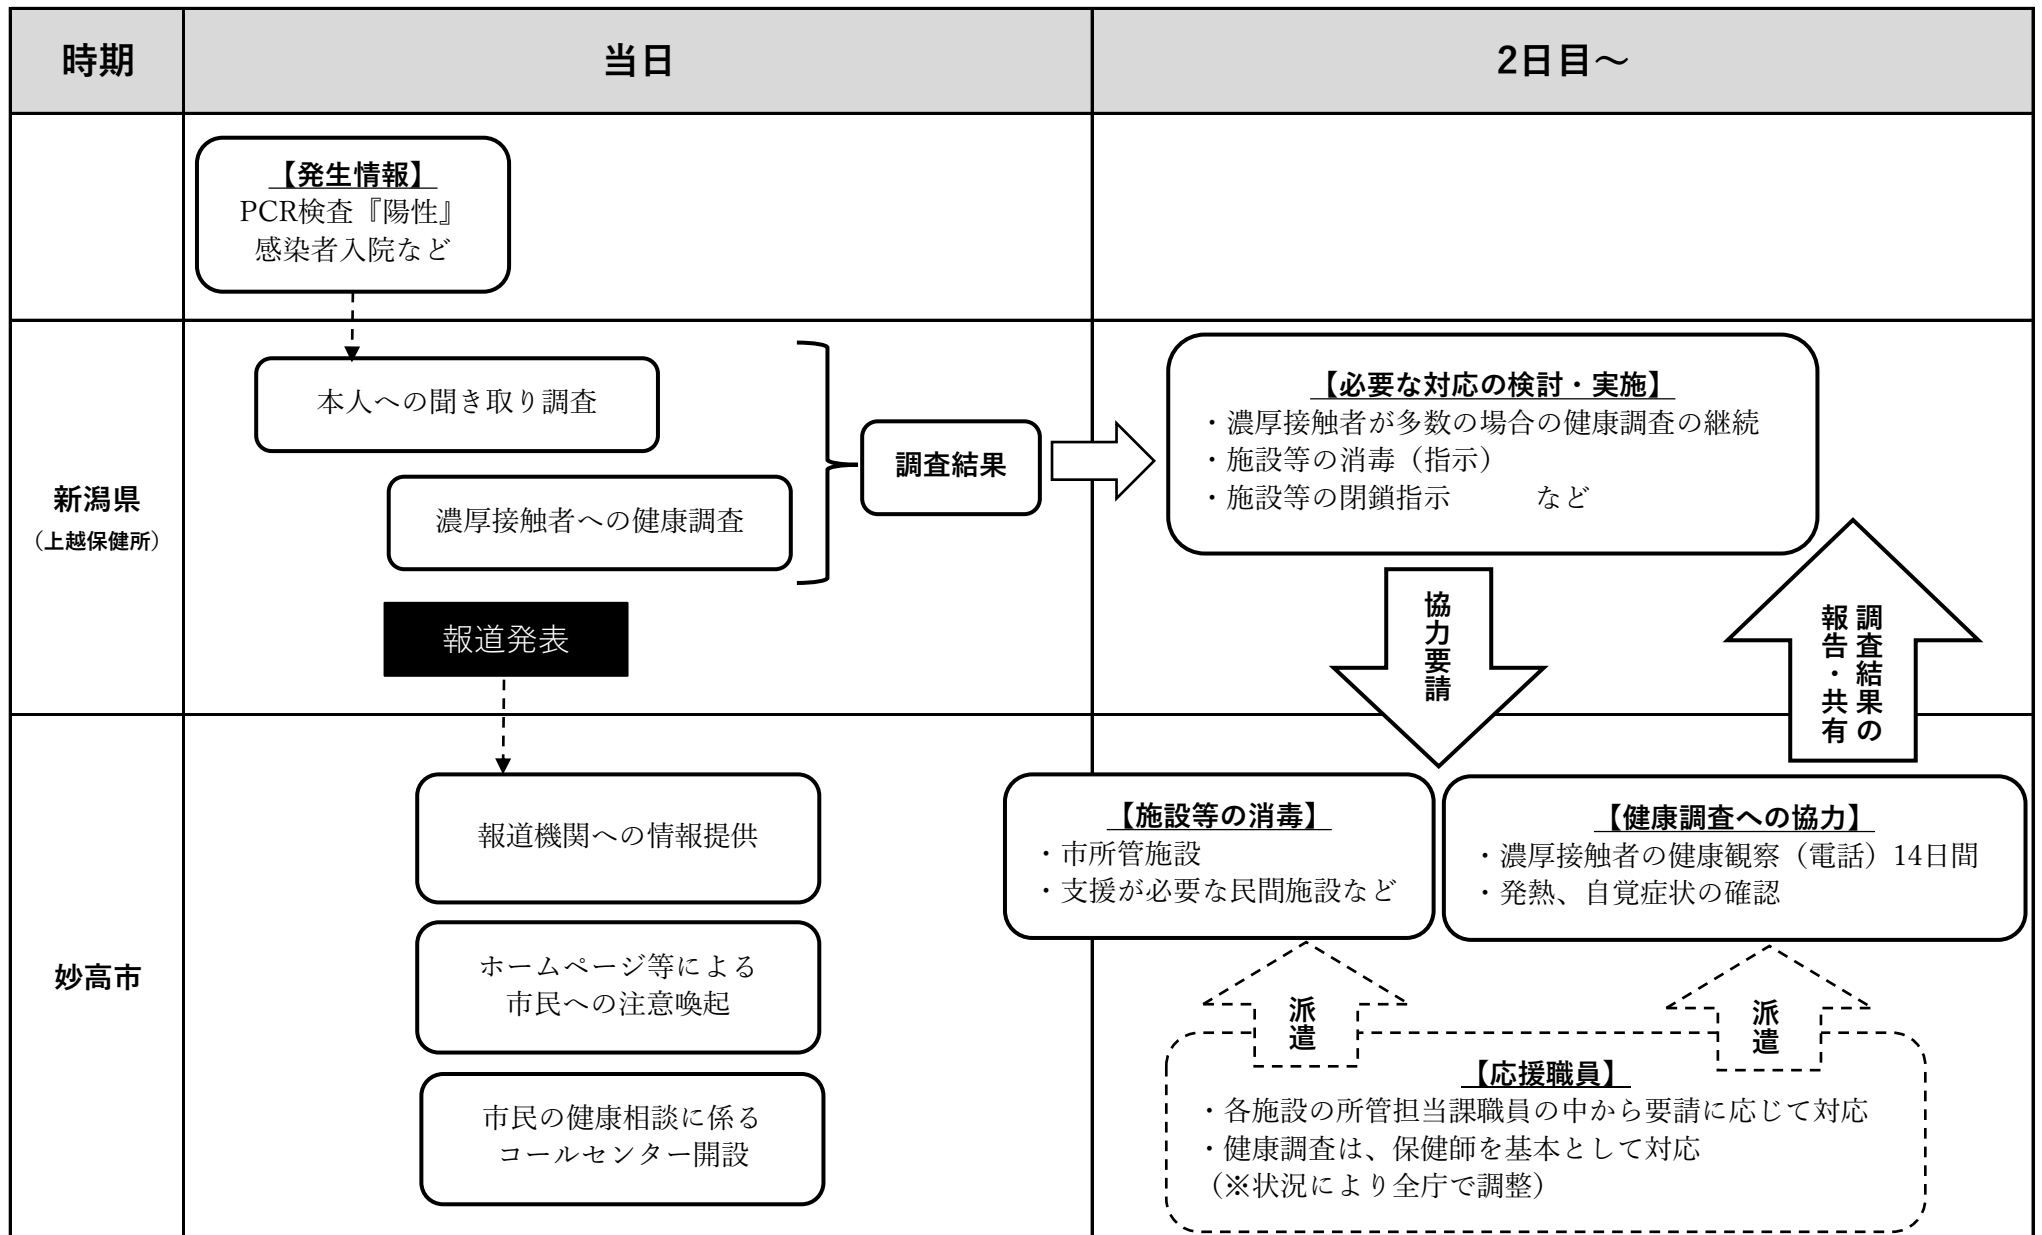 時期
当日
2日目～
【発生情報】
PCR検査『陽性』
感染者入院など
新潟県
（上越保健所）
本人への聞き取り調査
濃厚接触者への健康調査
調査結果
報道発表
【必要な対応の検討・実施】
・濃厚接触者が多数の場合の健康調査の継続
・施設等の消毒（指示）
・施設等の閉鎖指示　　　など
協力要請
調査結果の
報告・共有
妙高市
報道機関への情報提供
ホームページ等による
市民への注意喚起
市民の健康相談に係る
コールセンター開設
【施設等の消毒】
・市所管施設
・支援が必要な民間施設など
【健康調査への協力】
・濃厚接触者の健康観察（電話）14日間
・発熱、自覚症状の確認
派遣
派遣
【応援職員】
・各施設の所管担当課職員の中から要請に応じて対応
・健康調査は、保健師を基本として対応
（※状況により全庁で調整）